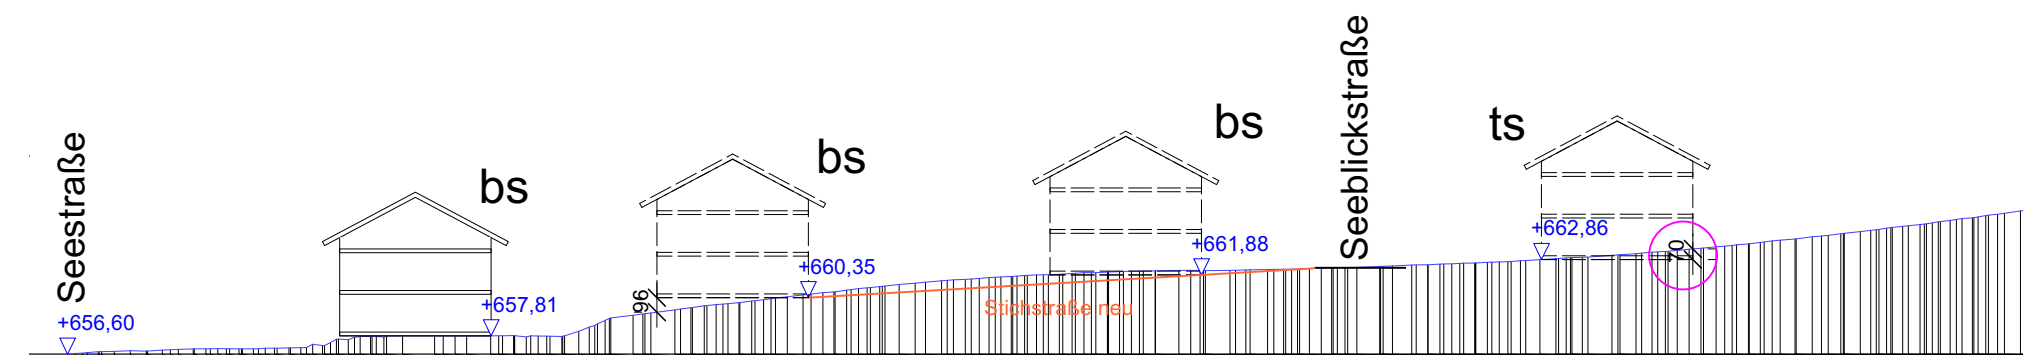 Seestraße
+656,60
bs
+657,81
96
bs
+660,35
Stichstraße neu
bs
+661,88
Seeblickstraße
ts
+662,86
70